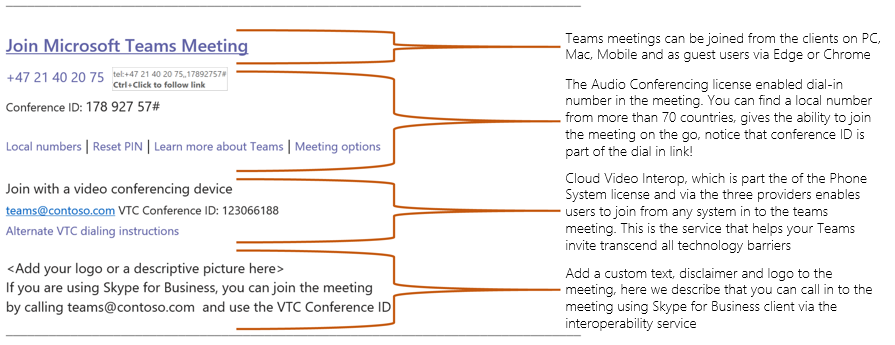 Join Microsoft Teams Meeting
+47 21 40 20 75
tel:+47 21 40 20 75,,17892757#
Ctrl+Click to follow link
Conference ID: 178 927 57#
Local numbers | Reset PIN | Learn more about Teams | Meeting options
Join with a video conferencing device
teams@contoso.com VTC Conference ID: 123066188
Alternate VTC dialing instructions
<Add your logo or a descriptive picture here>
If you are using Skype for Business, you can join the meeting
by calling teams@contoso.com and use the VTC Conference ID
Teams meetings can be joined from the clients on PC,
Mac, Mobile and as guest users via Edge or Chrome
The Audio Conferencing license enabled dial-in
number in the meeting. You can find a local number
from more than 70 countries, gives the ability to join
the meeting on the go, notice that conference ID is
part of the dial in link!
Cloud Video Interop, which is part the of the Phone
System license and via the three providers enables
users to join from any system in to the teams
meeting. This is the service that helps your Teams
invite transcend all technology barriers
Add a custom text, disclaimer and logo to the
meeting, here we describe that you can call in to the
meeting using Skype for Business client via the
interoperability service